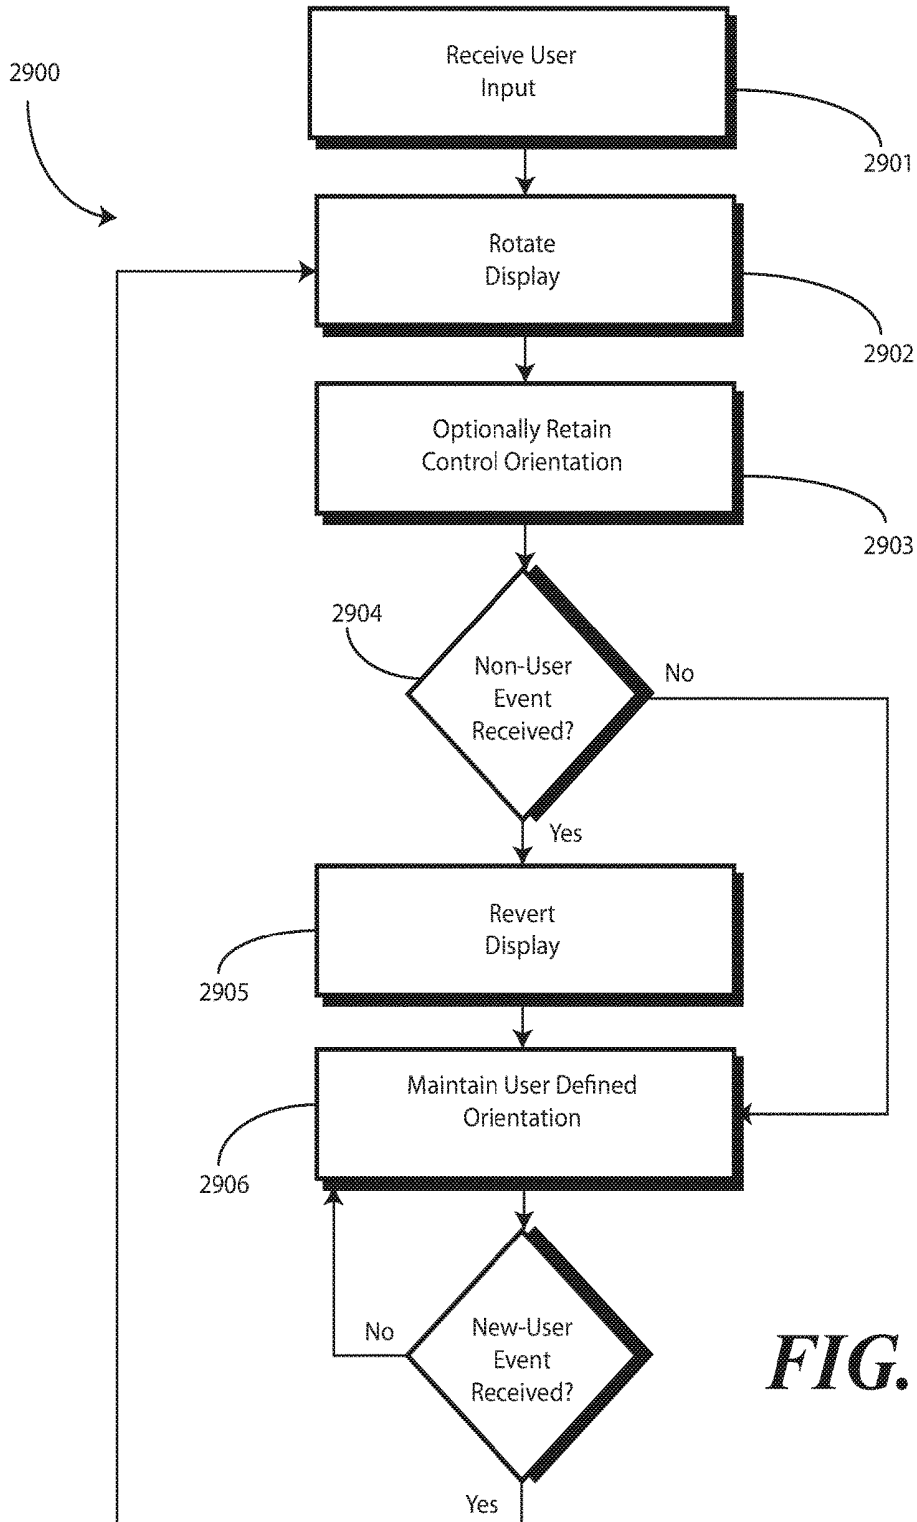 Receive User
Input
2900
2901
Rotate
Display
2902
Optionally Retain
Control Orientation
2903
2904
Non-User
Event
Received?
No
Yes
Revert
Display
2905
Maintain User Defined
Orientation
2906
No
New-User
Event
Received?
FIG.
Yes